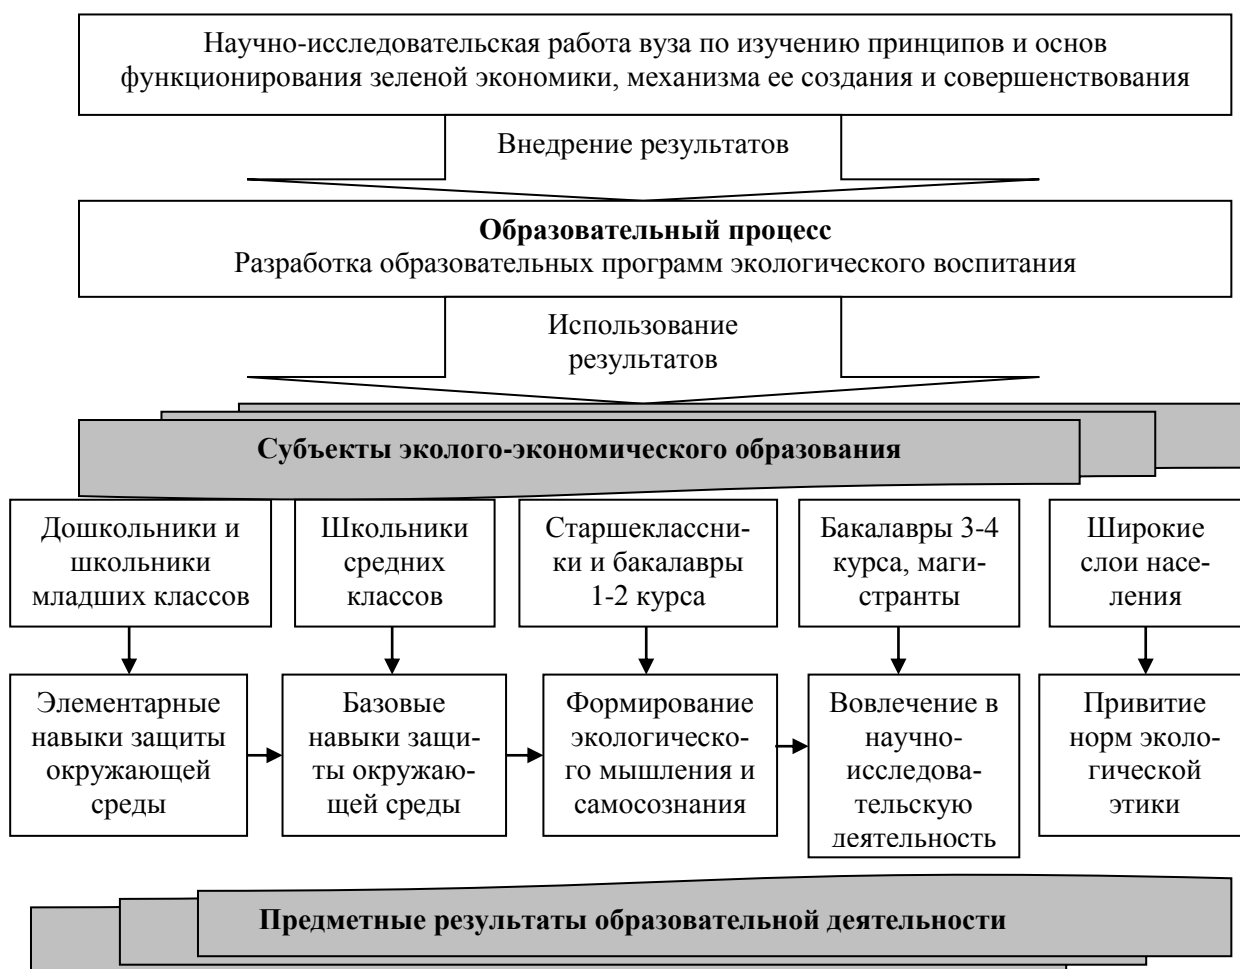 Научно-исследовательская работа вуза по изучению принципов и основ
функционирования зеленой экономики, механизма ее создания и совершенствования
Внедрение результатов
Образовательный процесс
Разработка образовательных программ экологического воспитания
Использование
результатов
Субъекты эколого-экономического образования
Дошкольники и
школьники
младших классов
Школьники
средних
классов
Старшеклассни-
ки и бакалавры
1-2 курса
Бакалавры 3-4
курса, маги-
странты
Широкие
слои насе-
ления
Элементарные
навыки защиты
окружающей
среды
Базовые
навыки защи-
ты окружаю-
щей среды
Формирование
экологическо-
го мышления и
самосознания
Вовлечение в
научно-
исследова-
тельскую
деятельность
Привитие
норм эколо-
гической
этики
Предметные результаты образовательной деятельности